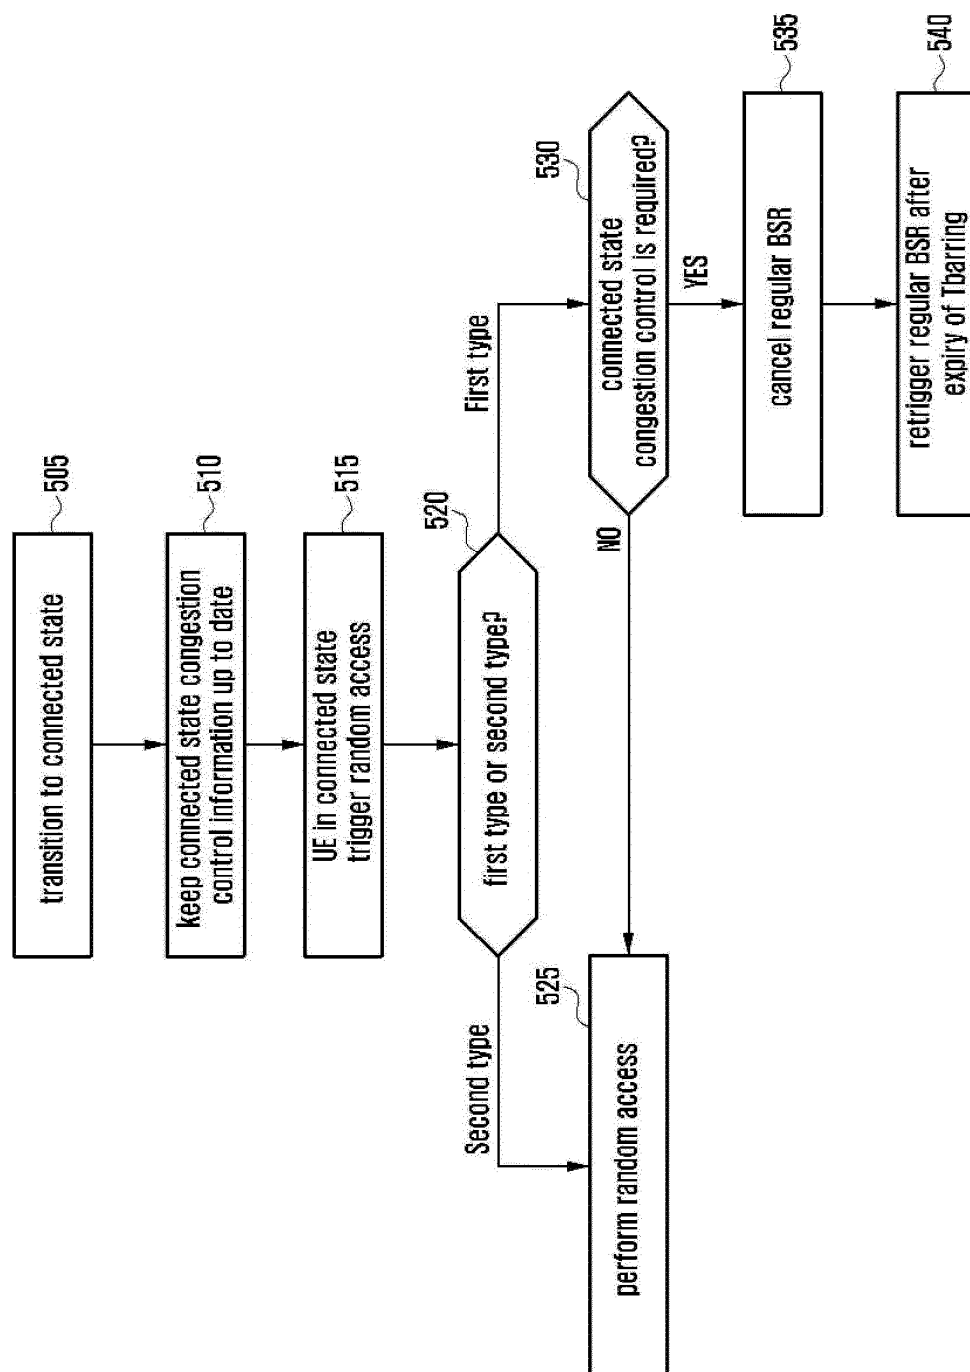 505
transition to connected state
510
keep connected state congestion
control information up to date
515
UE in connected state
trigger random access
520
first type or second type?
Second type
First type
525
perform random access
530
connected state
congestion control is required?
NO
YES
535
cancel regular BSR
540
retrigger regular BSR after
expiry of Tbarring